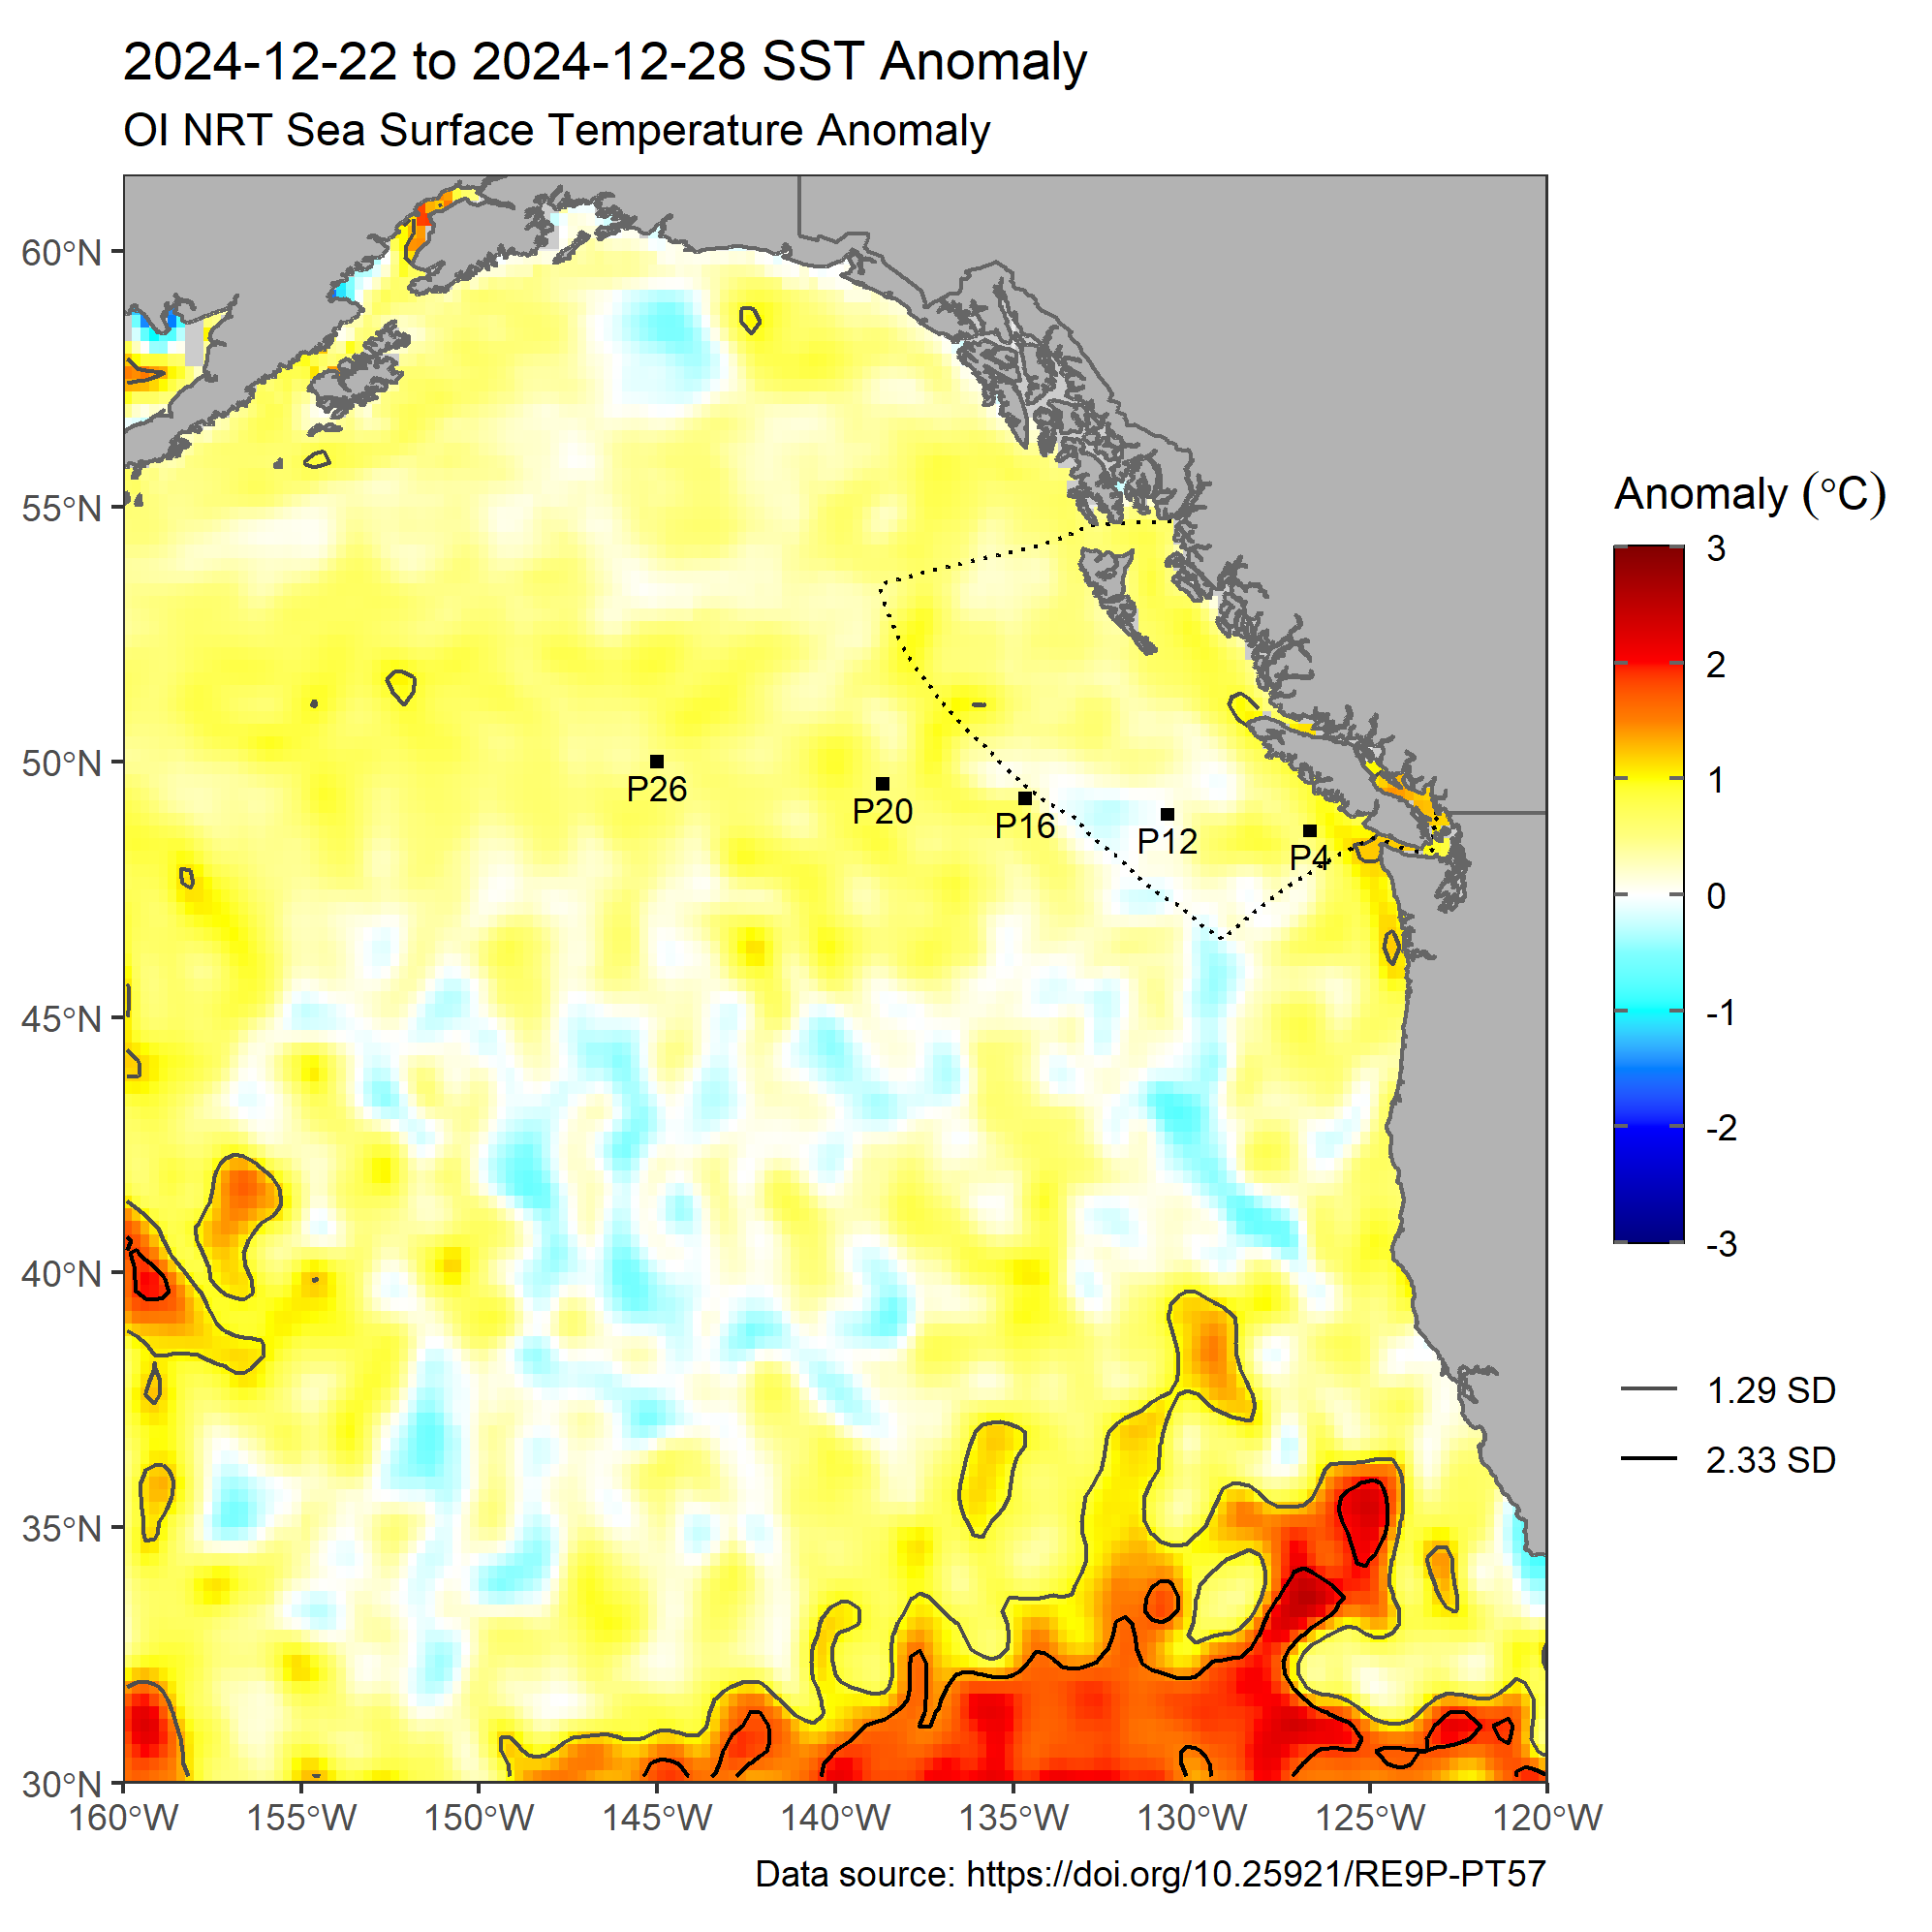 2024-12-22 to 2024-12-28 SST Anomaly
OI NRT Sea Surface Temperature Anomaly
60°N
55°N
50°N
45°N
40°N
35°N
30°N
P26
P20
P16
P12
P4
160°W
155°W
150°W
145°W
140°W
135°W
130°W
125°W
120°W
Anomaly (°C)
3
2
1
0
-1
-2
-3
1.29 SD
2.33 SD
Data source: https://doi.org/10.25921/RE9P-PT57